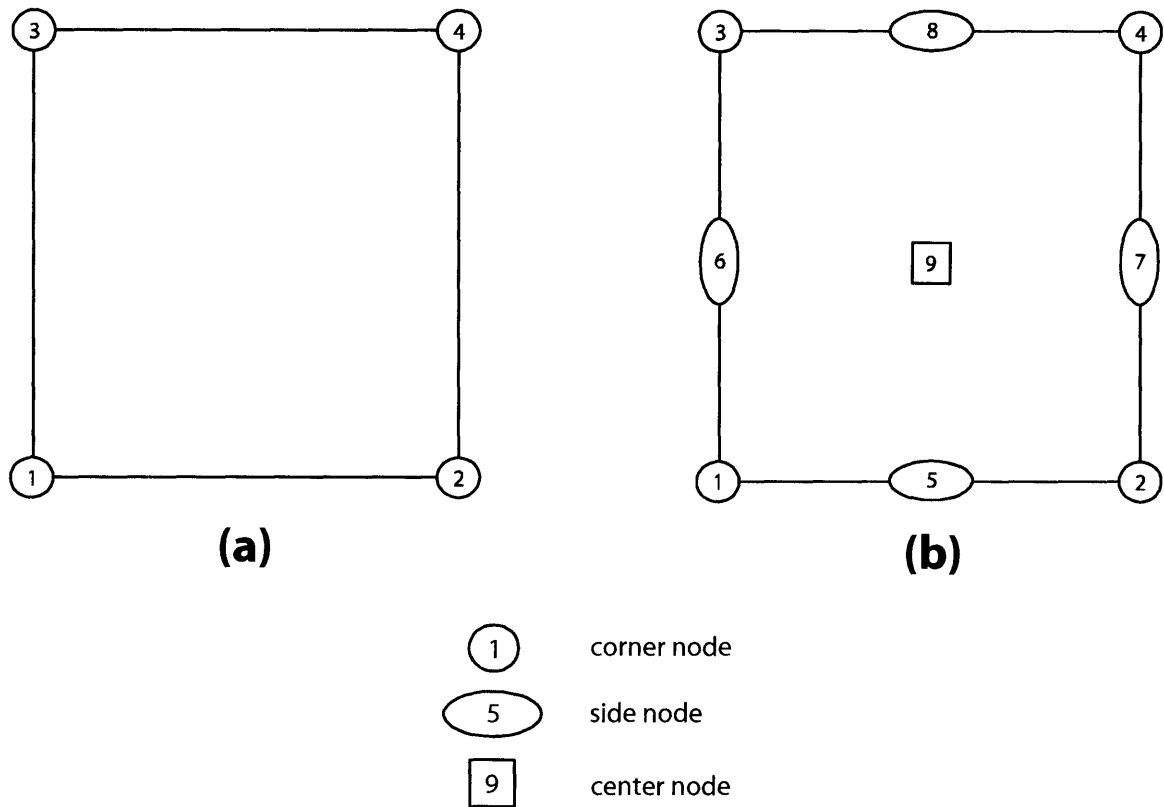 3 4
1 2
(a)
3 8 4
6 9 7
1 5 2
(b)
1 corner node
5 side node
9 center node